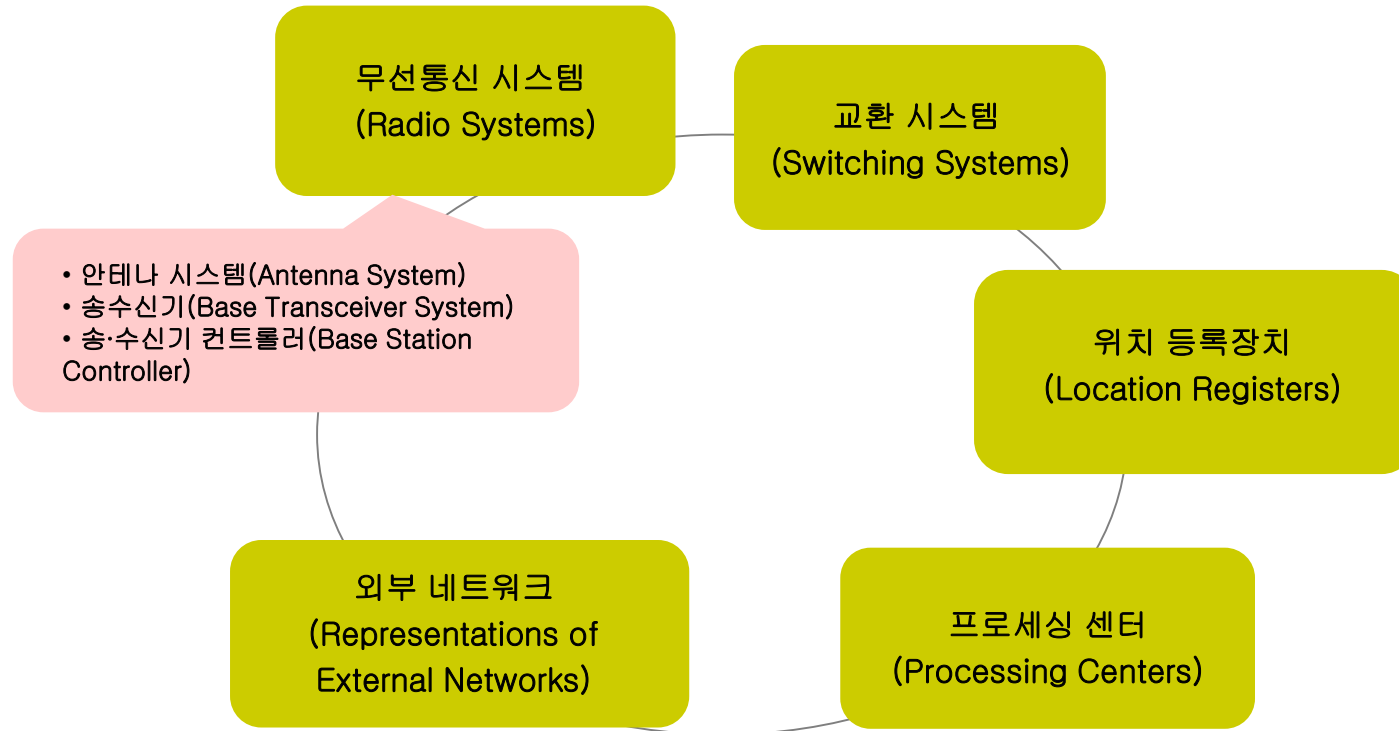 무선통신 시스템
(Radio Systems)
교환 시스템
(Switching Systems)
• 안테나 시스템(Antenna System)
• 송수신기(Base Transceiver System)
• 송·수신기 컨트롤러(Base Station
Controller)
위치 등록장치
(Location Registers)
외부 네트워크
(Representations of
External Networks)
프로세싱 센터
(Processing Centers)